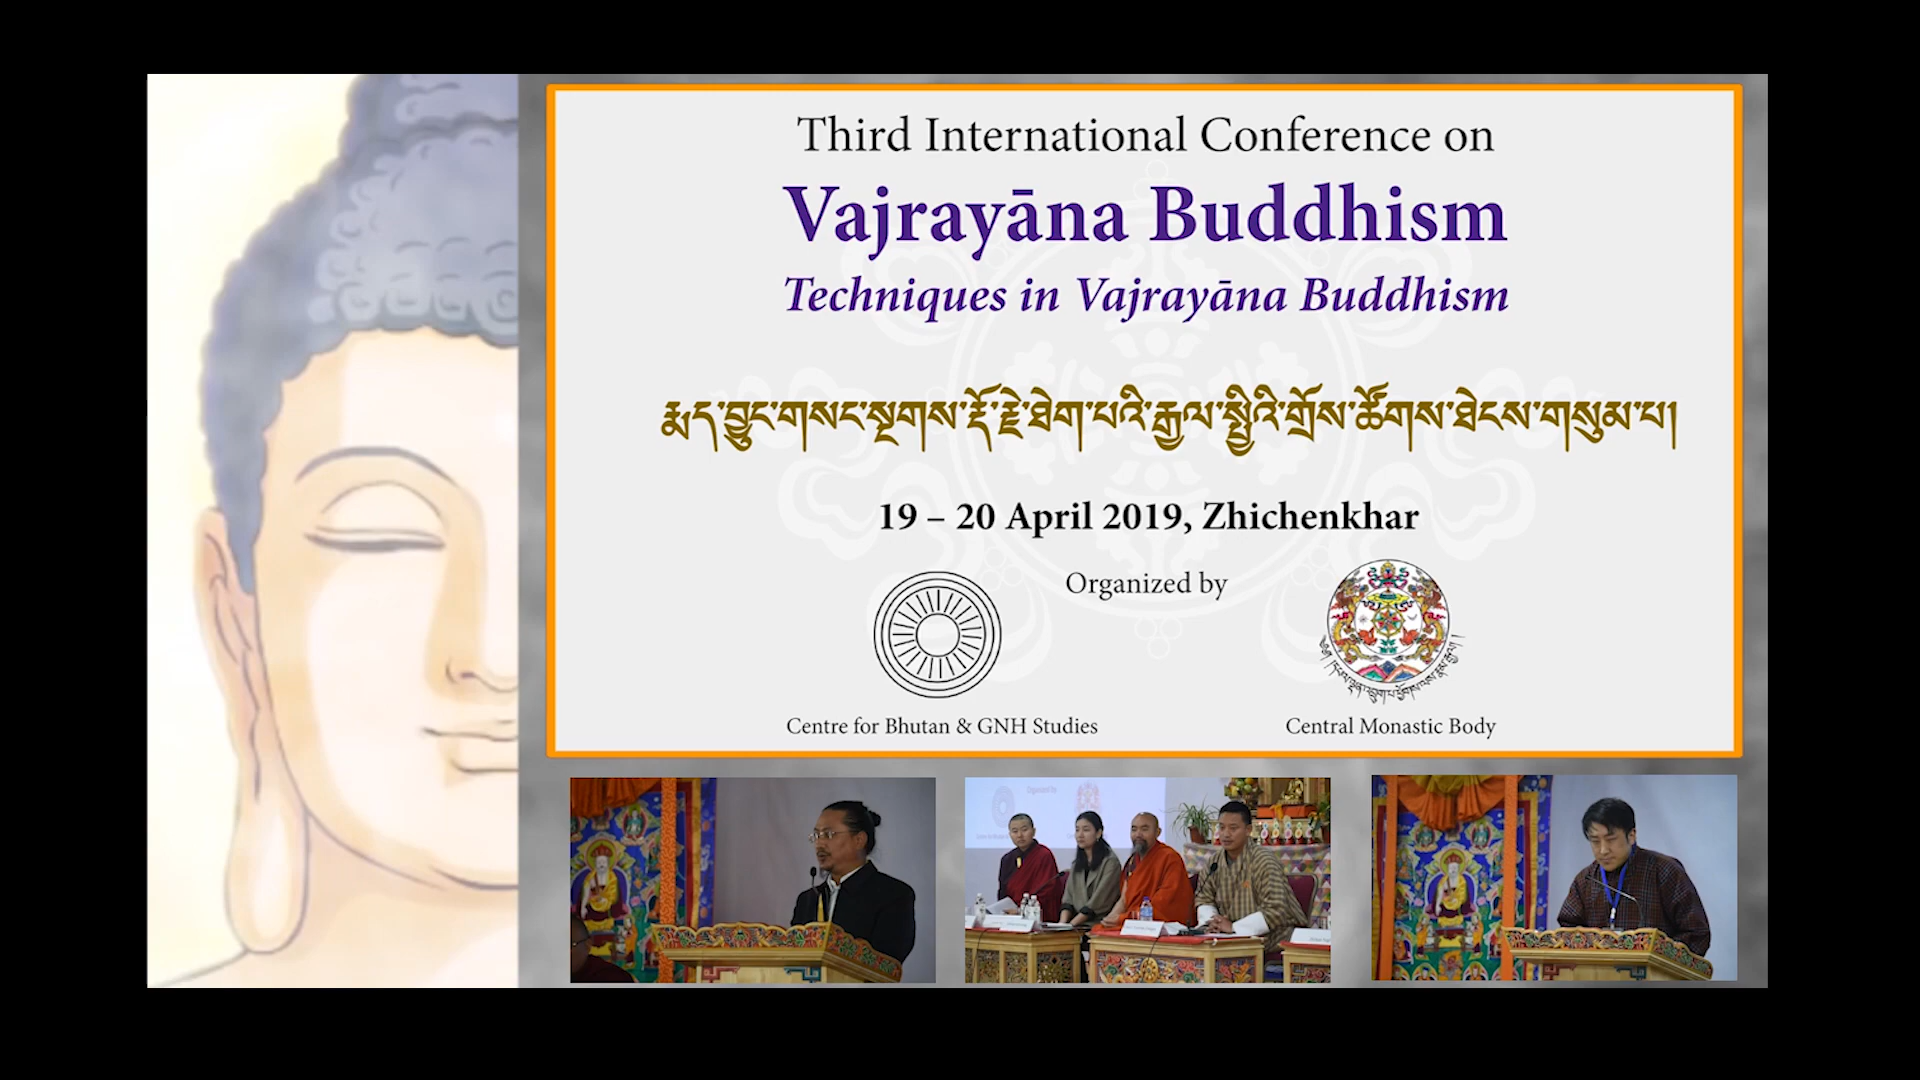 Third International Conference on
Vajrayāna Buddhism
Techniques in Vajrayāna Buddhism
རྨད་བྱུང་གསང་སྔགས་རྡོ་རྗེ་ཐེག་པའི་རྒྱལ་སྤྱིའི་གྲོས་ཚོགས་ཐེངས་གསུམ་པ།
19 – 20 April 2019, Zhichenkhar
Organized by
Centre for Bhutan & GNH Studies
Central Monastic Body